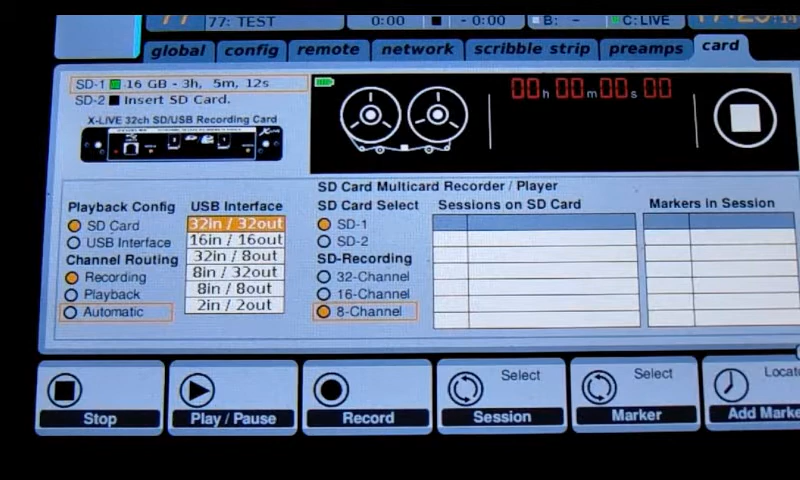 77
77: TEST
0:00
- 0:00
B: -
C: LIVE
global
config
remote
network
scribble strip
preamps
card
SD-1 16 GB - 3h, 5m, 12s
SD-2 Insert SD Card.
X-LIVE 32ch SD/USB Recording Card
00h 00m 00s 00
SD Card Multicard Recorder / Player
Playback Config
SD Card
USB Interface
Channel Routing
Recording
Playback
Automatic
USB Interface
32in / 32out
16in / 16out
32in / 8out
8in / 32out
8in / 8out
2in / 2out
SD Card Select
SD-1
SD-2
SD-Recording
32-Channel
16-Channel
8-Channel
Sessions on SD Card
Markers in Session
Stop
Play / Pause
Record
Select
Session
Select
Marker
Locat
Add Marke